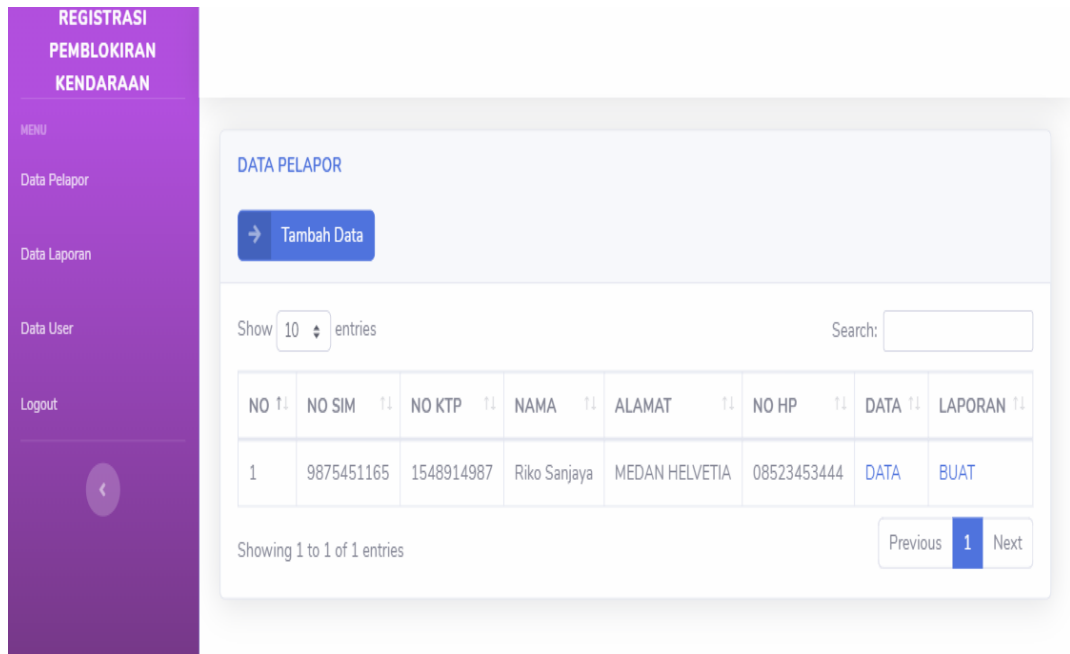 REGISTRASI
PEMBLOKIRAN
KENDARAAN
MENU
Data Pelapor
Data Laporan
Data User
Logout
DATA PELAPOR
Tambah Data
Show 10 entries
Search:
NO NO SIM NO KTP NAMA ALAMAT NO HP DATA LAPORAN
1 9875451165 1548914987 Riko Sanjaya MEDAN HELVETIA 08523453444 DATA BUAT
Showing 1 to 1 of 1 entries
Previous 1 Next